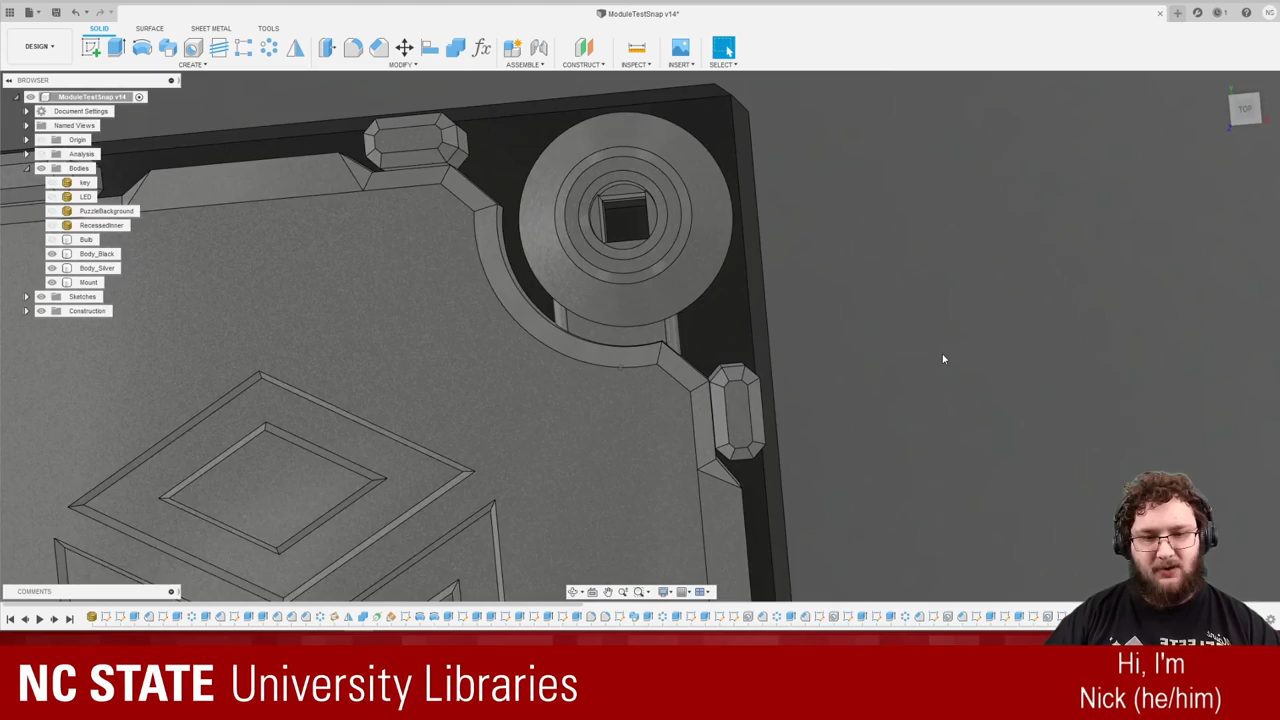 ModuleTestSnap v14*
1
NS
DESIGN
SOLID
SURFACE
SHEET METAL
TOOLS
CREATE
MODIFY
ASSEMBLE
CONSTRUCT
INSPECT
INSERT
SELECT
BROWSER
ModuleTestSnap v14
Document Settings
Named Views
Origin
Analysis
Bodies
key
LED
PuzzleBackground
RecessedInner
Bulb
Body_Black
Body_Silver
Mount
Sketches
Construction
TOP
COMMENTS
NC STATE University Libraries
Hi, I'm
Nick (he/him)